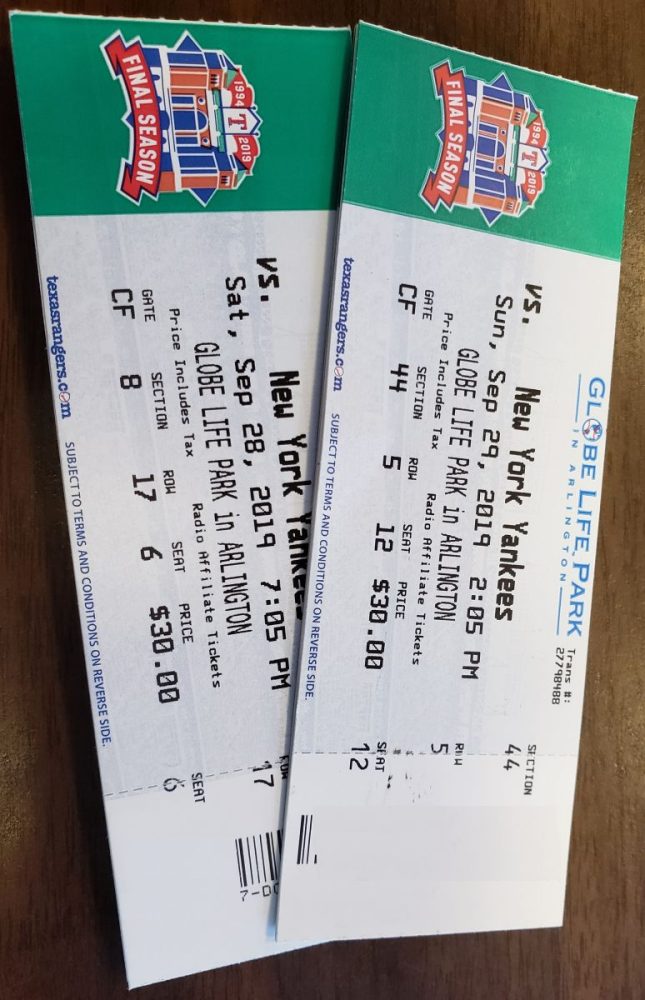 1994
T
2019
FINAL SEASON
vs. New York Yankees
Sat, Sep 28, 2019 7:05 PM
GLOBE LIFE PARK in ARLINGTON
Price Includes Tax Radio Affiliate Tickets
GATE SECTION ROW SEAT PRICE
CF 8 17 6 $30.00
texasrangers.com SUBJECT TO TERMS AND CONDITIONS ON REVERSE SIDE.
ROW
17
SEAT
6
1994
T
2019
FINAL SEASON
GLOBE LIFE PARK
IN ARLINGTON
Trans #:
27798488
vs. New York Yankees
Sun, Sep 29, 2019 2:05 PM
GLOBE LIFE PARK in ARLINGTON
Price Includes Tax Radio Affiliate Tickets
GATE SECTION ROW SEAT PRICE
CF 44 5 12 $30.00
texasrangers.com SUBJECT TO TERMS AND CONDITIONS ON REVERSE SIDE.
SECTION
44
ROW
5
SEAT
12